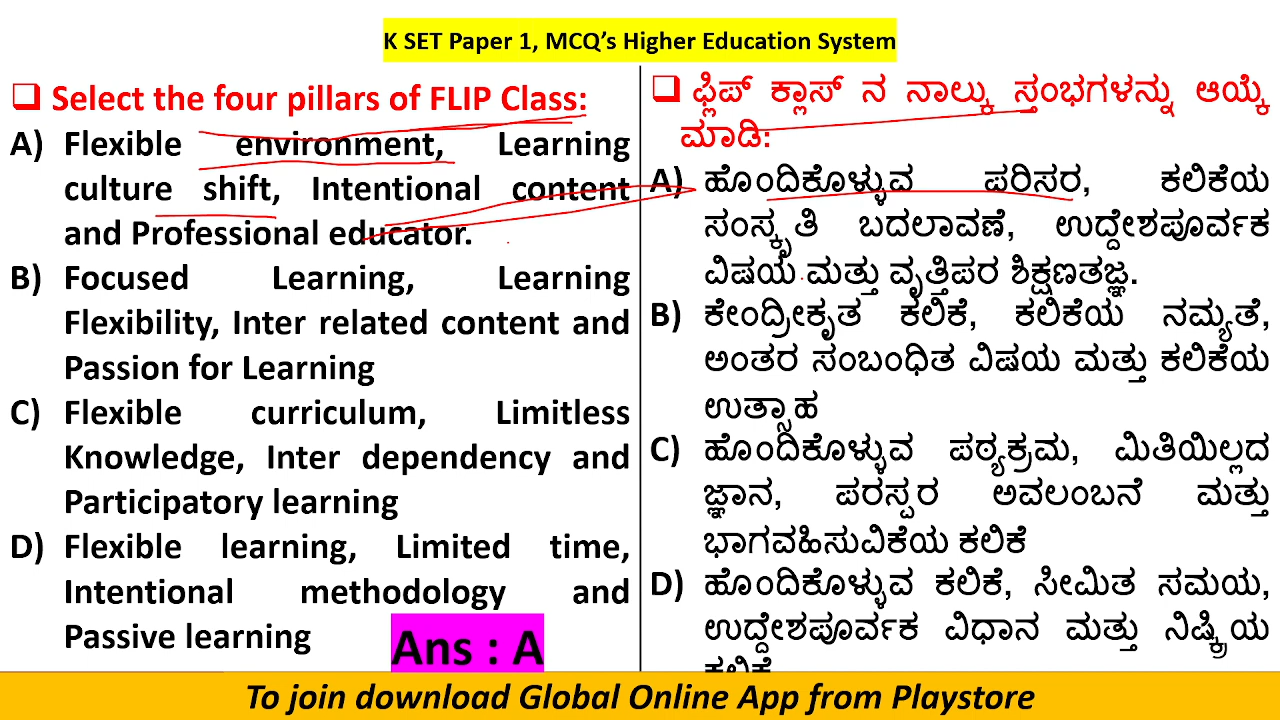 K SET Paper 1, MCQ’s Higher Education System
❑ Select the four pillars of FLIP Class:
A) Flexible environment, Learning
culture shift, Intentional content
and Professional educator.
B) Focused Learning, Learning
Flexibility, Inter related content and
Passion for Learning
C) Flexible curriculum, Limitless
Knowledge, Inter dependency and
Participatory learning
D) Flexible learning, Limited time,
Intentional methodology and
Passive learning
Ans : A
❑ ಫ್ಲಿಪ್ ಕ್ಲಾಸ್ ನ ನಾಲ್ಕು ಸ್ತಂಭಗಳನ್ನು ಆಯ್ಕೆ
ಮಾಡಿ:
A) ಹೊಂದಿಕೊಳ್ಳುವ ಪರಿಸರ, ಕಲಿಕೆಯ
ಸಂಸ್ಕೃತಿ ಬದಲಾವಣೆ, ಉದ್ದೇಶಪೂರ್ವಕ
ವಿಷಯ ಮತ್ತು ವೃತ್ತಿಪರ ಶಿಕ್ಷಣತಜ್ಞ.
B) ಕೇಂದ್ರೀಕೃತ ಕಲಿಕೆ, ಕಲಿಕೆಯ ನಮ್ಯತೆ,
ಅಂತರ ಸಂಬಂಧಿತ ವಿಷಯ ಮತ್ತು ಕಲಿಕೆಯ
ಉತ್ಸಾಹ
C) ಹೊಂದಿಕೊಳ್ಳುವ ಪಠ್ಯಕ್ರಮ, ಮಿತಿಯಿಲ್ಲದ
ಜ್ಞಾನ, ಪರಸ್ಪರ ಅವಲಂಬನೆ ಮತ್ತು
ಭಾಗವಹಿಸುವಿಕೆಯ ಕಲಿಕೆ
D) ಹೊಂದಿಕೊಳ್ಳುವ ಕಲಿಕೆ, ಸೀಮಿತ ಸಮಯ,
ಉದ್ದೇಶಪೂರ್ವಕ ವಿಧಾನ ಮತ್ತು ನಿಷ್ಕ್ರಿಯ
ಕಲಿಕೆ
To join download Global Online App from Playstore